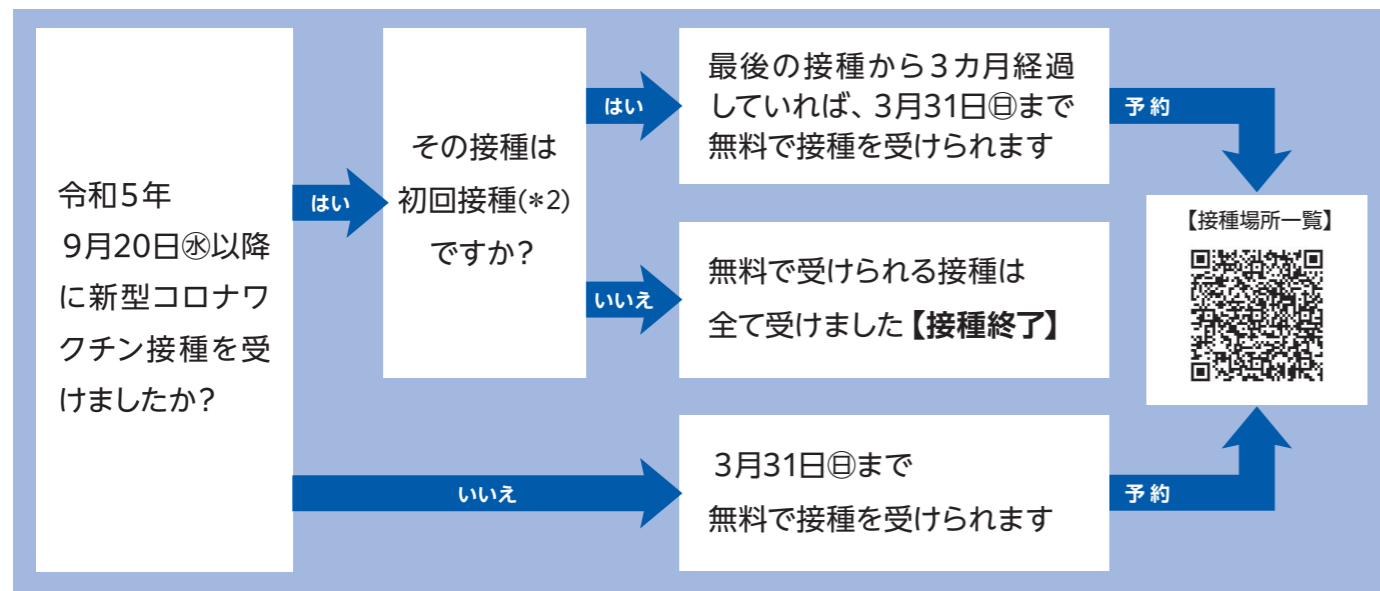 令和5年
9月20日㊌以降
に新型コロナワ
クチン接種を受
けましたか?
はい
その接種は
初回接種(*2)
ですか?
はい
最後の接種から3カ月経過
していれば、3月31日㊐まで
無料で接種を受けられます
予約
いいえ
無料で受けられる接種は
全て受けました【接種終了】
いいえ
3月31日㊐まで
無料で接種を受けられます
予約
【接種場所一覧】